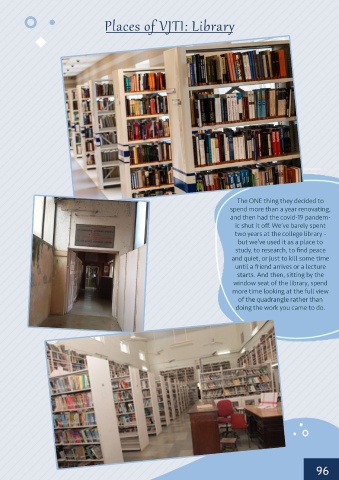 Places of VJTI: Library
The ONE thing they decided to
spend more than a year renovating,
and then had the covid-19 pandem-
ic shut it off. We've barely spent
two years at the college library -
but we've used it as a place to
study, to research, to find peace
and quiet, or just to kill some time
until a friend arrives or a lecture
starts. And then, sitting by the
window seat of the library, spend
more time looking at the full view
of the quadrangle rather than
doing the work you came to do.
96